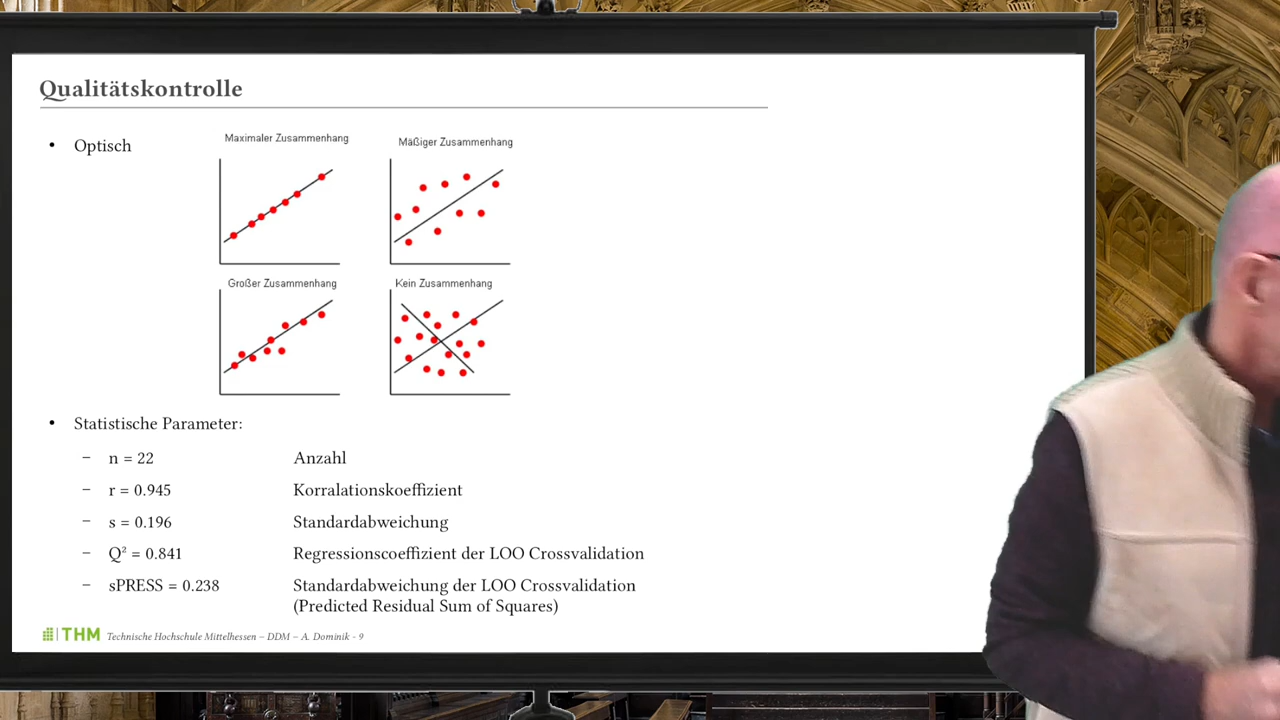 Qualitätskontrolle
• Optisch
Maximaler Zusammenhang
Mäßiger Zusammenhang
Großer Zusammenhang
Kein Zusammenhang
• Statistische Parameter:
– n = 22 Anzahl
– r = 0.945 Korralationskoeffizient
– s = 0.196 Standardabweichung
– Q² = 0.841 Regressionscoeffizient der LOO Crossvalidation
– sPRESS = 0.238 Standardabweichung der LOO Crossvalidation
(Predicted Residual Sum of Squares)
THM Technische Hochschule Mittelhessen – DDM – A. Dominik - 9